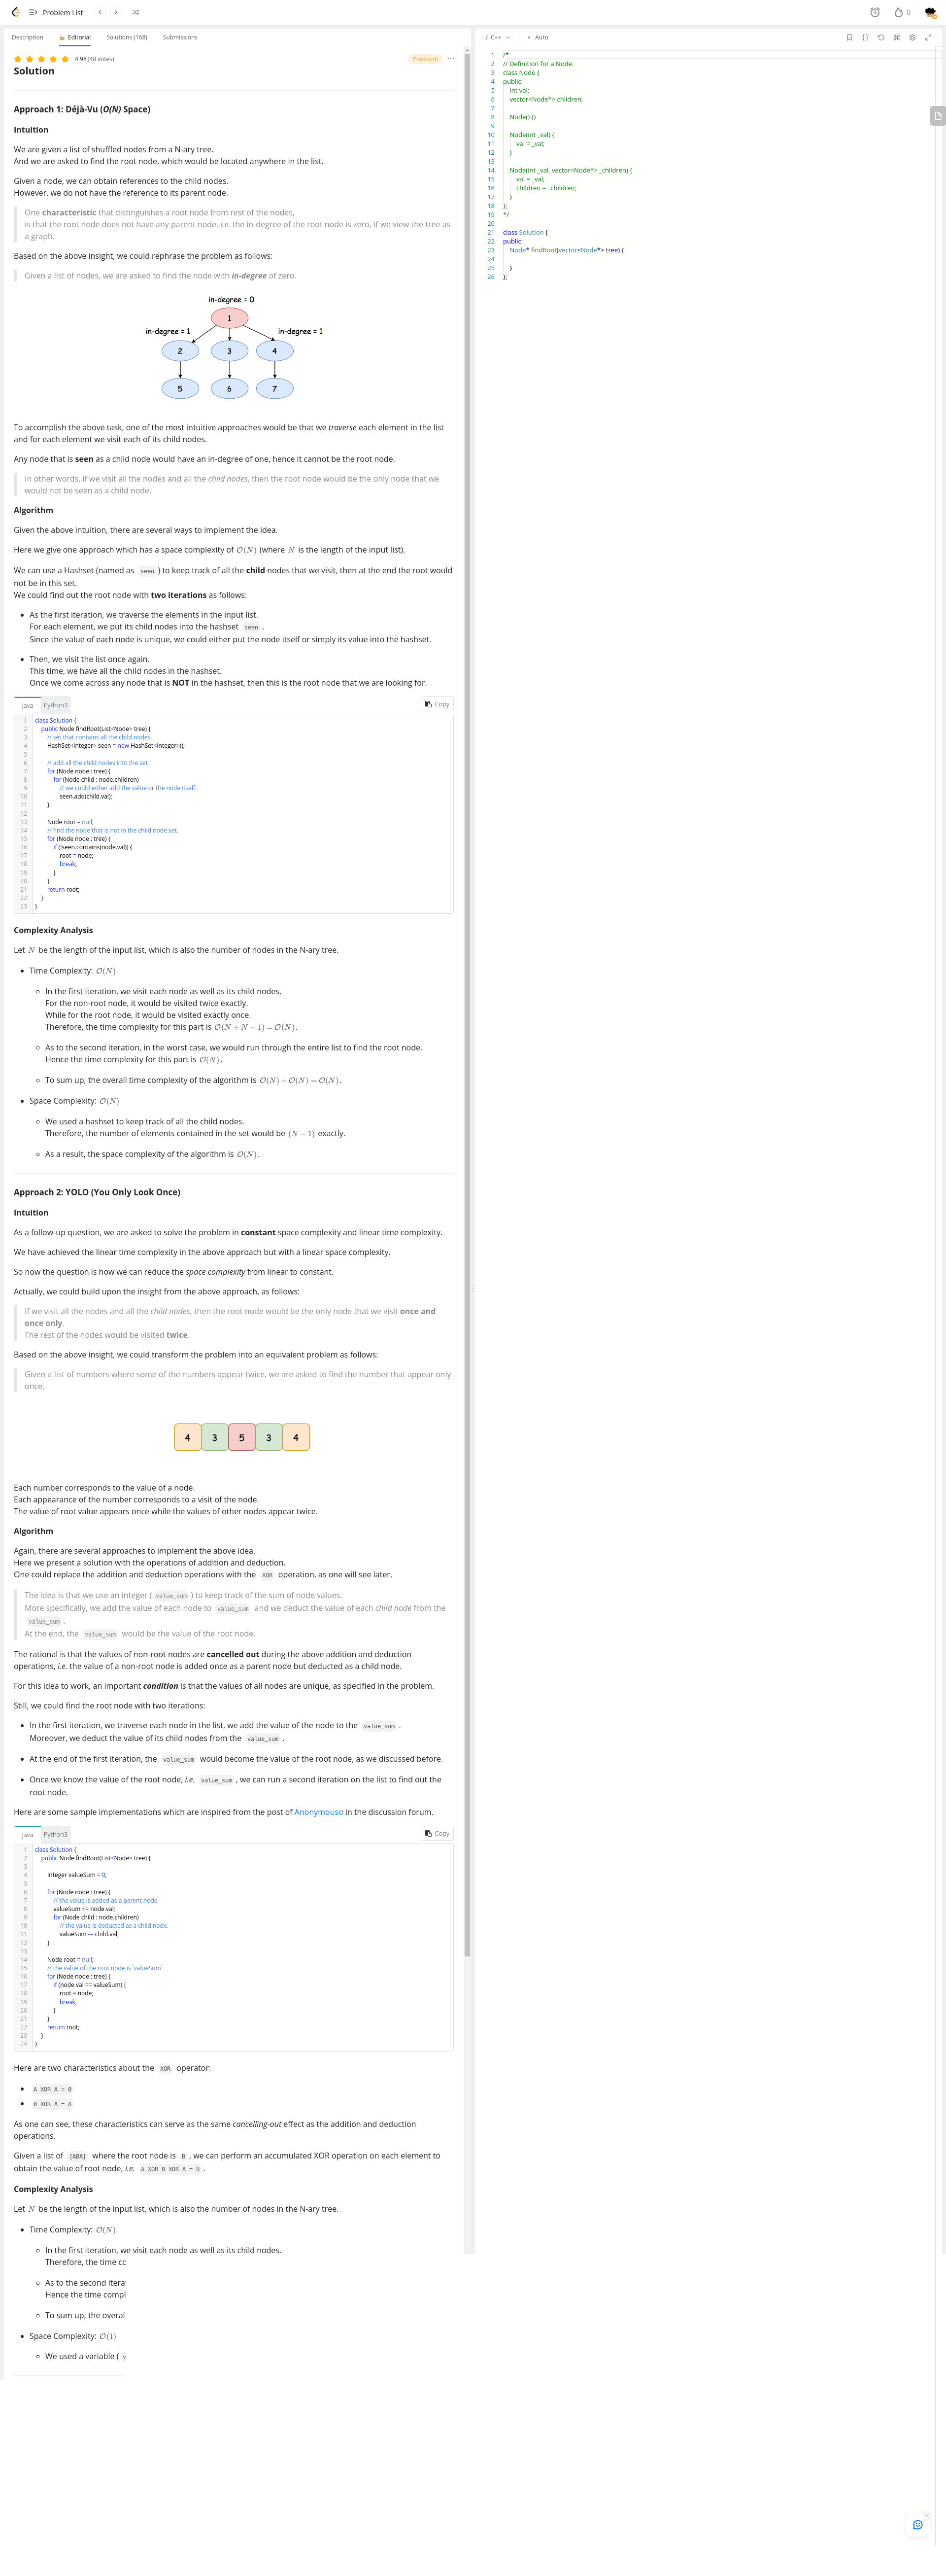 Problem List
0
Description
Editorial
Solutions (168)
Submissions
4.98 (48 votes)
Premium
Solution
Approach 1: Déjà-Vu (O(N) Space)
Intuition
We are given a list of shuffled nodes from a N-ary tree.
And we are asked to find the root node, which would be located anywhere in the list.
Given a node, we can obtain references to the child nodes.
However, we do not have the reference to its parent node.
One characteristic that distinguishes a root node from rest of the nodes,
is that the root node does not have any parent node, i.e. the in-degree of the root node is zero, if we view the tree as
a graph.
Based on the above insight, we could rephrase the problem as follows:
Given a list of nodes, we are asked to find the node with in-degree of zero.
in-degree = 0
1
in-degree = 1
in-degree = 1
2
3
4
5
6
7
To accomplish the above task, one of the most intuitive approaches would be that we traverse each element in the list
and for each element we visit each of its child nodes.
Any node that is seen as a child node would have an in-degree of one, hence it cannot be the root node.
In other words, if we visit all the nodes and all the child nodes, then the root node would be the only node that we
would not be seen as a child node.
Algorithm
Given the above intuition, there are several ways to implement the idea.
Here we give one approach which has a space complexity of O(N) (where N is the length of the input list).
We can use a Hashset (named as seen ) to keep track of all the child nodes that we visit, then at the end the root would
not be in this set.
We could find out the root node with two iterations as follows:
As the first iteration, we traverse the elements in the input list.
For each element, we put its child nodes into the hashset seen .
Since the value of each node is unique, we could either put the node itself or simply its value into the hashset.
Then, we visit the list once again.
This time, we have all the child nodes in the hashset.
Once we come across any node that is NOT in the hashset, then this is the root node that we are looking for.
Java
Python3
Copy
1 class Solution {
2 public Node findRoot(List<Node> tree) {
3 // set that contains all the child nodes.
4 HashSet<Integer> seen = new HashSet<Integer>();
5
6 // add all the child nodes into the set
7 for (Node node : tree) {
8 for (Node child : node.children)
9 // we could either add the value or the node itself.
10 seen.add(child.val);
11 }
12
13 Node root = null;
14 // find the node that is not in the child node set.
15 for (Node node : tree) {
16 if (!seen.contains(node.val)) {
17 root = node;
18 break;
19 }
20 }
21 return root;
22 }
23 }
Complexity Analysis
Let N be the length of the input list, which is also the number of nodes in the N-ary tree.
Time Complexity: O(N)
In the first iteration, we visit each node as well as its child nodes.
For the non-root node, it would be visited twice exactly.
While for the root node, it would be visited exactly once.
Therefore, the time complexity for this part is O(N + N − 1) = O(N).
As to the second iteration, in the worst case, we would run through the entire list to find the root node.
Hence the time complexity for this part is O(N).
To sum up, the overall time complexity of the algorithm is O(N) + O(N) = O(N).
Space Complexity: O(N)
We used a hashset to keep track of all the child nodes.
Therefore, the number of elements contained in the set would be (N − 1) exactly.
As a result, the space complexity of the algorithm is O(N).
Approach 2: YOLO (You Only Look Once)
Intuition
As a follow-up question, we are asked to solve the problem in constant space complexity and linear time complexity.
We have achieved the linear time complexity in the above approach but with a linear space complexity.
So now the question is how we can reduce the space complexity from linear to constant.
Actually, we could build upon the insight from the above approach, as follows:
If we visit all the nodes and all the child nodes, then the root node would be the only node that we visit once and
once only.
The rest of the nodes would be visited twice.
Based on the above insight, we could transform the problem into an equivalent problem as follows:
Given a list of numbers where some of the numbers appear twice, we are asked to find the number that appear only
once.
4 3 5 3 4
Each number corresponds to the value of a node.
Each appearance of the number corresponds to a visit of the node.
The value of root value appears once while the values of other nodes appear twice.
Algorithm
Again, there are several approaches to implement the above idea.
Here we present a solution with the operations of addition and deduction.
One could replace the addition and deduction operations with the XOR operation, as one will see later.
The idea is that we use an integer ( value_sum ) to keep track of the sum of node values.
More specifically, we add the value of each node to value_sum and we deduct the value of each child node from the
value_sum .
At the end, the value_sum would be the value of the root node.
The rational is that the values of non-root nodes are cancelled out during the above addition and deduction
operations, i.e. the value of a non-root node is added once as a parent node but deducted as a child node.
For this idea to work, an important condition is that the values of all nodes are unique, as specified in the problem.
Still, we could find the root node with two iterations:
In the first iteration, we traverse each node in the list, we add the value of the node to the value_sum .
Moreover, we deduct the value of its child nodes from the value_sum .
At the end of the first iteration, the value_sum would become the value of the root node, as we discussed before.
Once we know the value of the root node, i.e. value_sum , we can run a second iteration on the list to find out the
root node.
Here are some sample implementations which are inspired from the post of Anonymouso in the discussion forum.
Java
Python3
Copy
1 class Solution {
2 public Node findRoot(List<Node> tree) {
3
4 Integer valueSum = 0;
5
6 for (Node node : tree) {
7 // the value is added as a parent node
8 valueSum += node.val;
9 for (Node child : node.children)
10 // the value is deducted as a child node.
11 valueSum -= child.val;
12 }
13
14 Node root = null;
15 // the value of the root node is `valueSum`
16 for (Node node : tree) {
17 if (node.val == valueSum) {
18 root = node;
19 break;
20 }
21 }
22 return root;
23 }
24 }
Here are two characteristics about the XOR operator:
A XOR A = 0
0 XOR A = A
As one can see, these characteristics can serve as the same cancelling-out effect as the addition and deduction
operations.
Given a list of [ABA] where the root node is B , we can perform an accumulated XOR operation on each element to
obtain the value of root node, i.e. A XOR B XOR A = B .
Complexity Analysis
Let N be the length of the input list, which is also the number of nodes in the N-ary tree.
Time Complexity: O(N)
In the first iteration, we visit each node as well as its child nodes.
Therefore, the time cc
As to the second itera
Hence the time compl
To sum up, the overal
Space Complexity: O(1)
We used a variable ( v
i C++
Auto
1 /*
2 // Definition for a Node.
3 class Node {
4 public:
5 int val;
6 vector<Node*> children;
7
8 Node() {}
9
10 Node(int _val) {
11 val = _val;
12 }
13
14 Node(int _val, vector<Node*> _children) {
15 val = _val;
16 children = _children;
17 }
18 };
19 */
20
21 class Solution {
22 public:
23 Node* findRoot(vector<Node*> tree) {
24
25 }
26 };